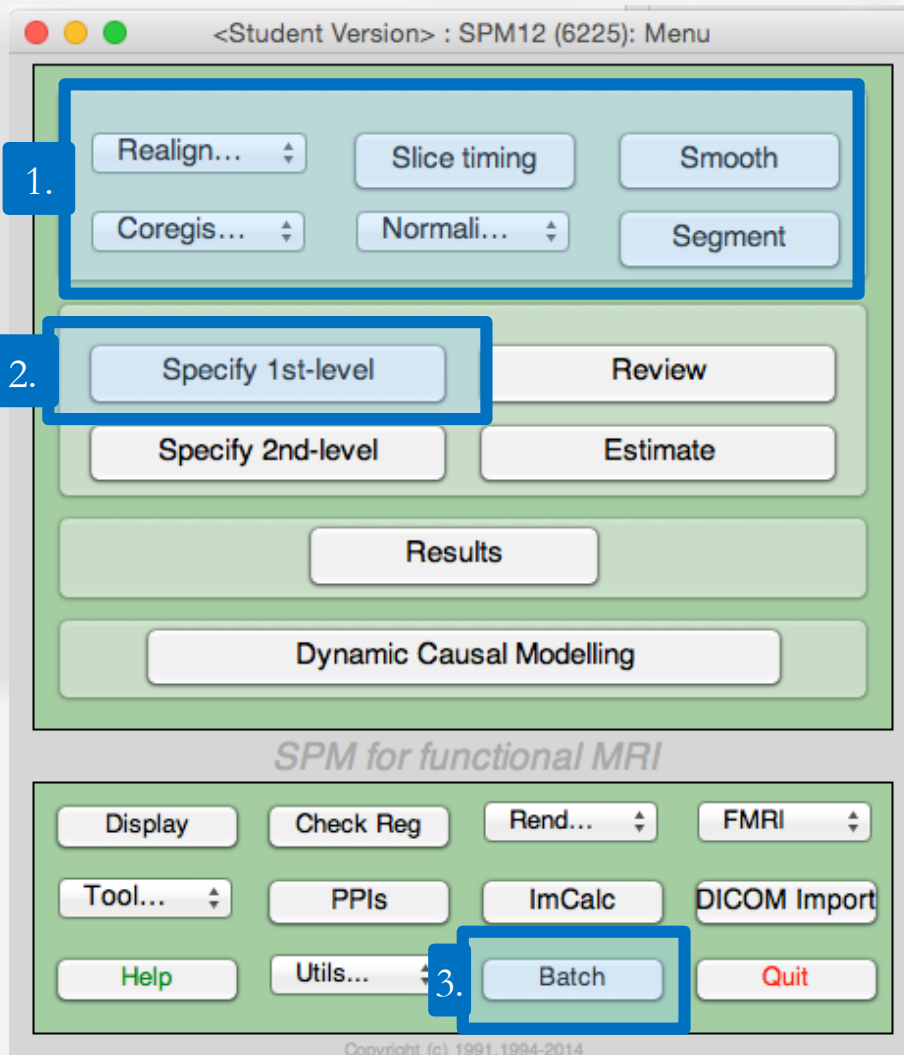 <Student Version> : SPM12 (6225): Menu
1.
Realign... Slice timing Smooth
Coregis... Normali... Segment
2.
Specify 1st-level Review
Specify 2nd-level Estimate
Results
Dynamic Causal Modelling
SPM for functional MRI
Display Check Reg Rend... FMRI
Tool... PPIs ImCalc DICOM Import
Help Utils... 3. Batch Quit
Copyright (c) 1991,1994-2014